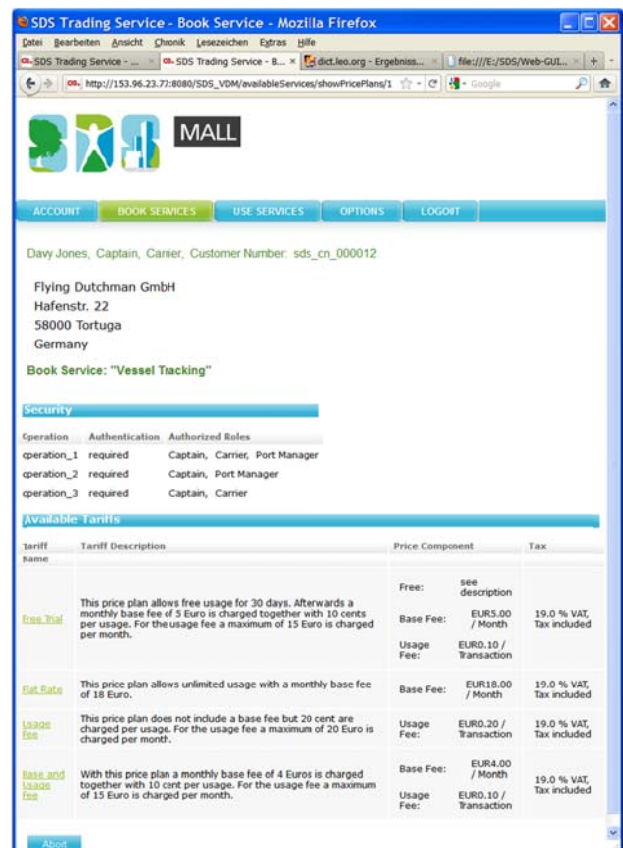 SDS Trading Service - Book Service - Mozilla Firefox
Datei Bearbeiten Ansicht Chronik Lesezeichen Extras Hilfe
SDS Trading Service - ... SDS Trading Service - B... dict.leo.org - Ergebniss... file:///E:/SDS/Web-GUI...
http://153.96.23.77:8080/SDS_VDM/availableServices/showPricePlans/1 Google
SDS MALL
ACCOUNT BOOK SERVICES USE SERVICES OPTIONS LOGOUT
Davy Jones, Captain, Carrier, Customer Number: sds_cn_000012
Flying Dutchman GmbH
Hafenstr. 22
58000 Tortuga
Germany
Book Service: "Vessel Tracking"
Security
Operation Authentication Authorized Roles
operation_1 required Captain, Carrier, Port Manager
operation_2 required Captain, Port Manager
operation_3 required Captain, Carrier
Available Tariffs
Tariff Name Tariff Description Price Component Tax
Free Trial
This price plan allows free usage for 30 days. Afterwards a
monthly base fee of 5 Euro is charged together with 10 cents
per usage. For the usage fee a maximum of 15 Euro is charged
per month.
Free: see description
Base Fee: EUR5.00 / Month
Usage Fee: EUR0.10 / Transaction
19.0 % VAT, Tax included
Flat Rate
This price plan allows unlimited usage with a monthly base fee
of 18 Euro.
Base Fee: EUR18.00 / Month
19.0 % VAT, Tax included
Usage Fee
This price plan does not include a base fee but 20 cent are
charged per usage. For the usage fee a maximum of 20 Euro is
charged per month.
Usage Fee: EUR0.20 / Transaction
19.0 % VAT, Tax included
Base and Usage Fee
With this price plan a monthly base fee of 4 Euros is charged
together with 10 cent per usage. For the usage fee a maximum
of 15 Euro is charged per month.
Base Fee: EUR4.00 / Month
Usage Fee: EUR0.10 / Transaction
19.0 % VAT, Tax included
Abort